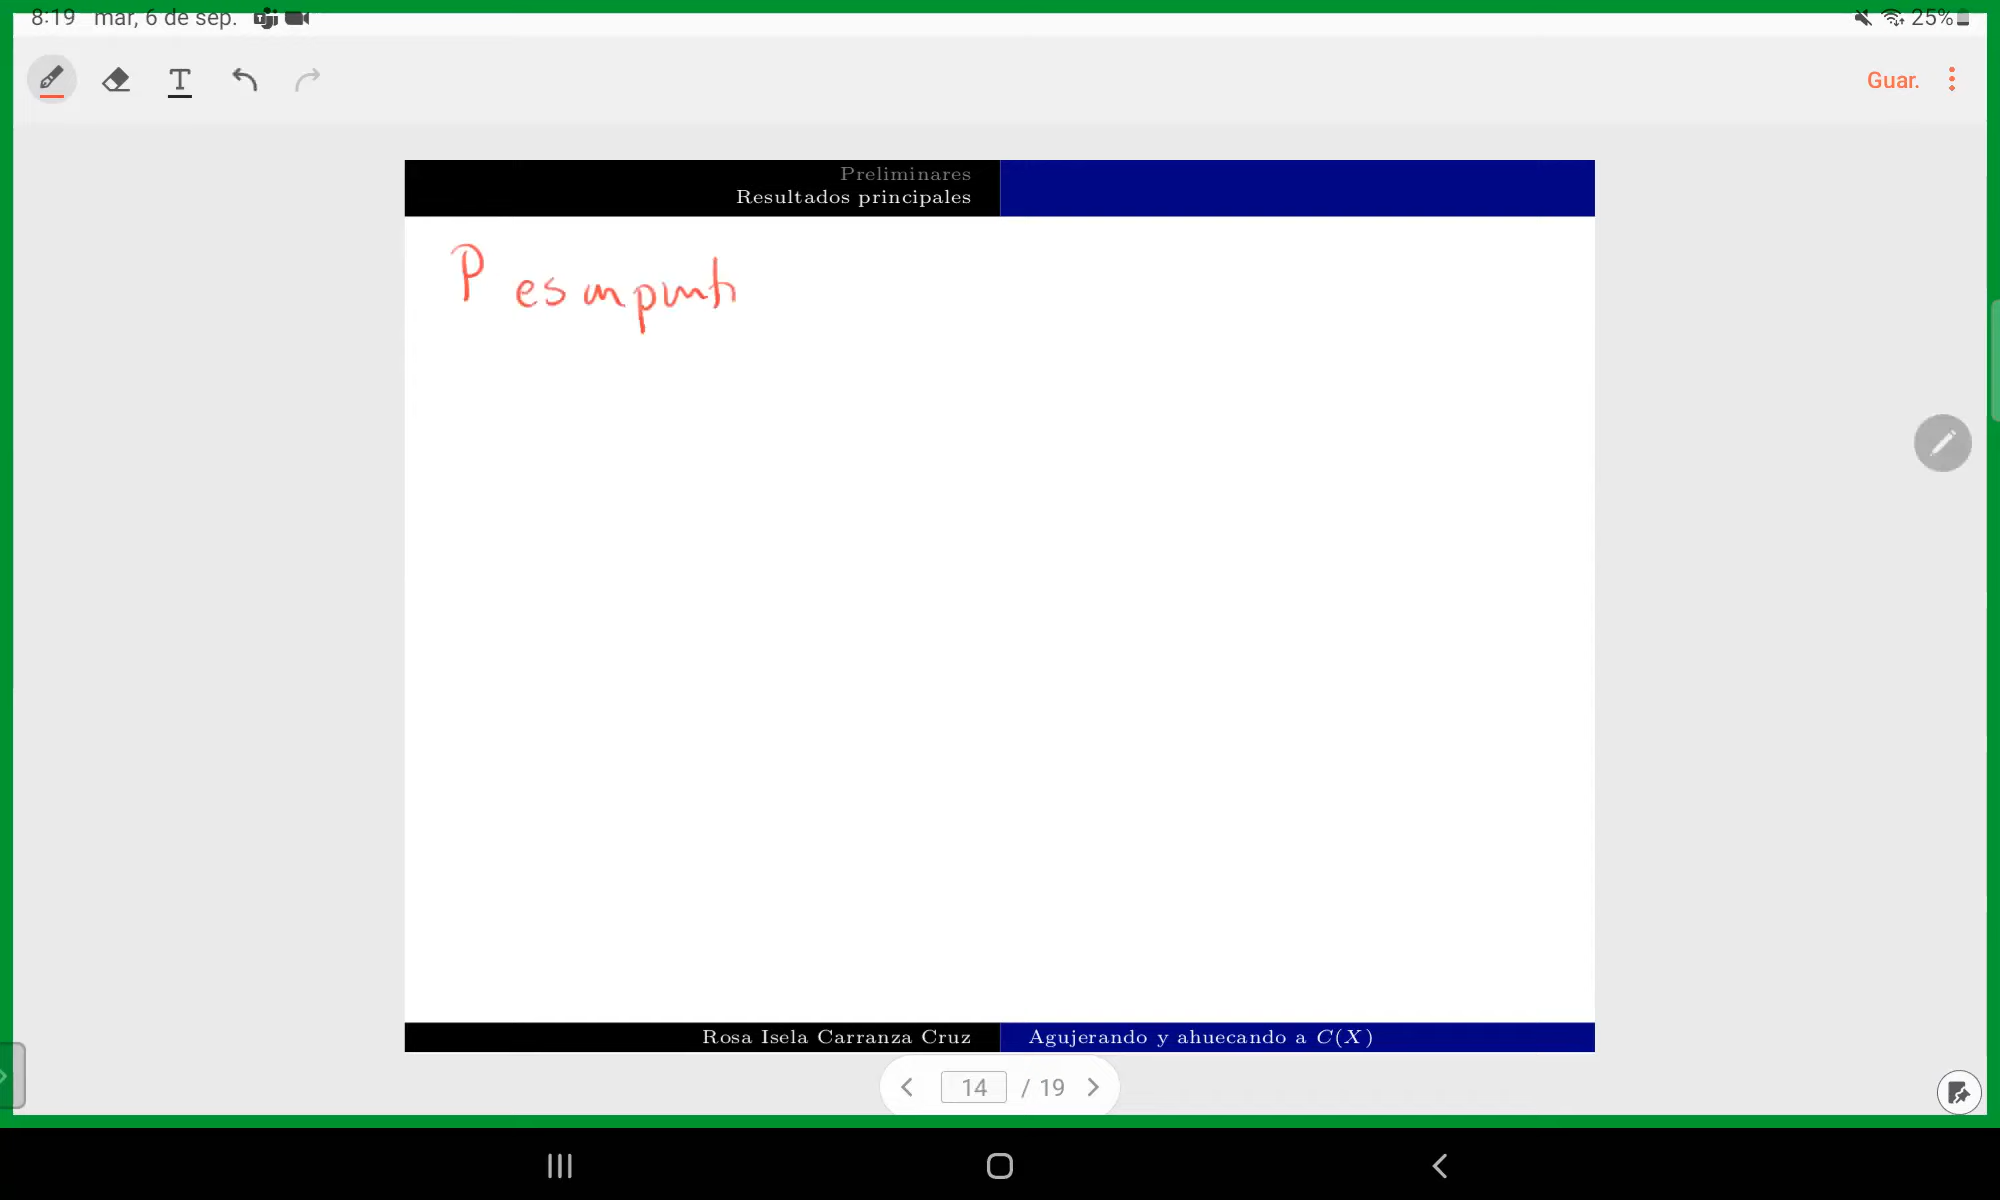 8:19 mar, 6 de sep. 25%
T Guar.
Preliminares
Resultados principales
P es un punto
Rosa Isela Carranza Cruz Agujerando y ahuecando a C(X)
14 / 19